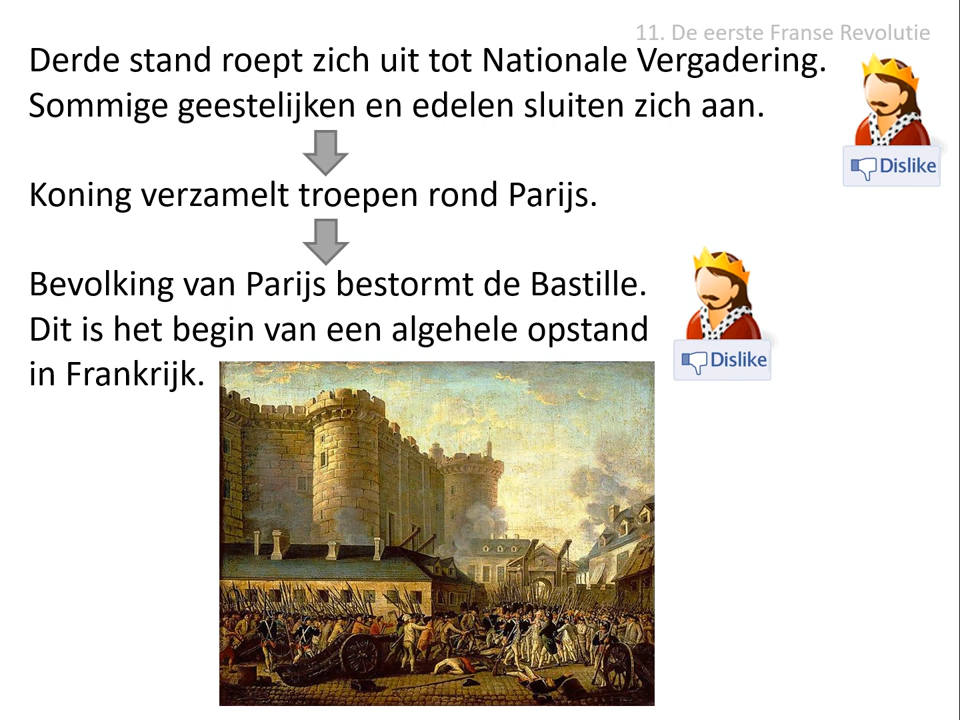 11. De eerste Franse Revolutie
Derde stand roept zich uit tot Nationale Vergadering.
Sommige geestelijken en edelen sluiten zich aan.
Dislike
Koning verzamelt troepen rond Parijs.
Bevolking van Parijs bestormt de Bastille.
Dit is het begin van een algehele opstand
Dislike
in Frankrijk.